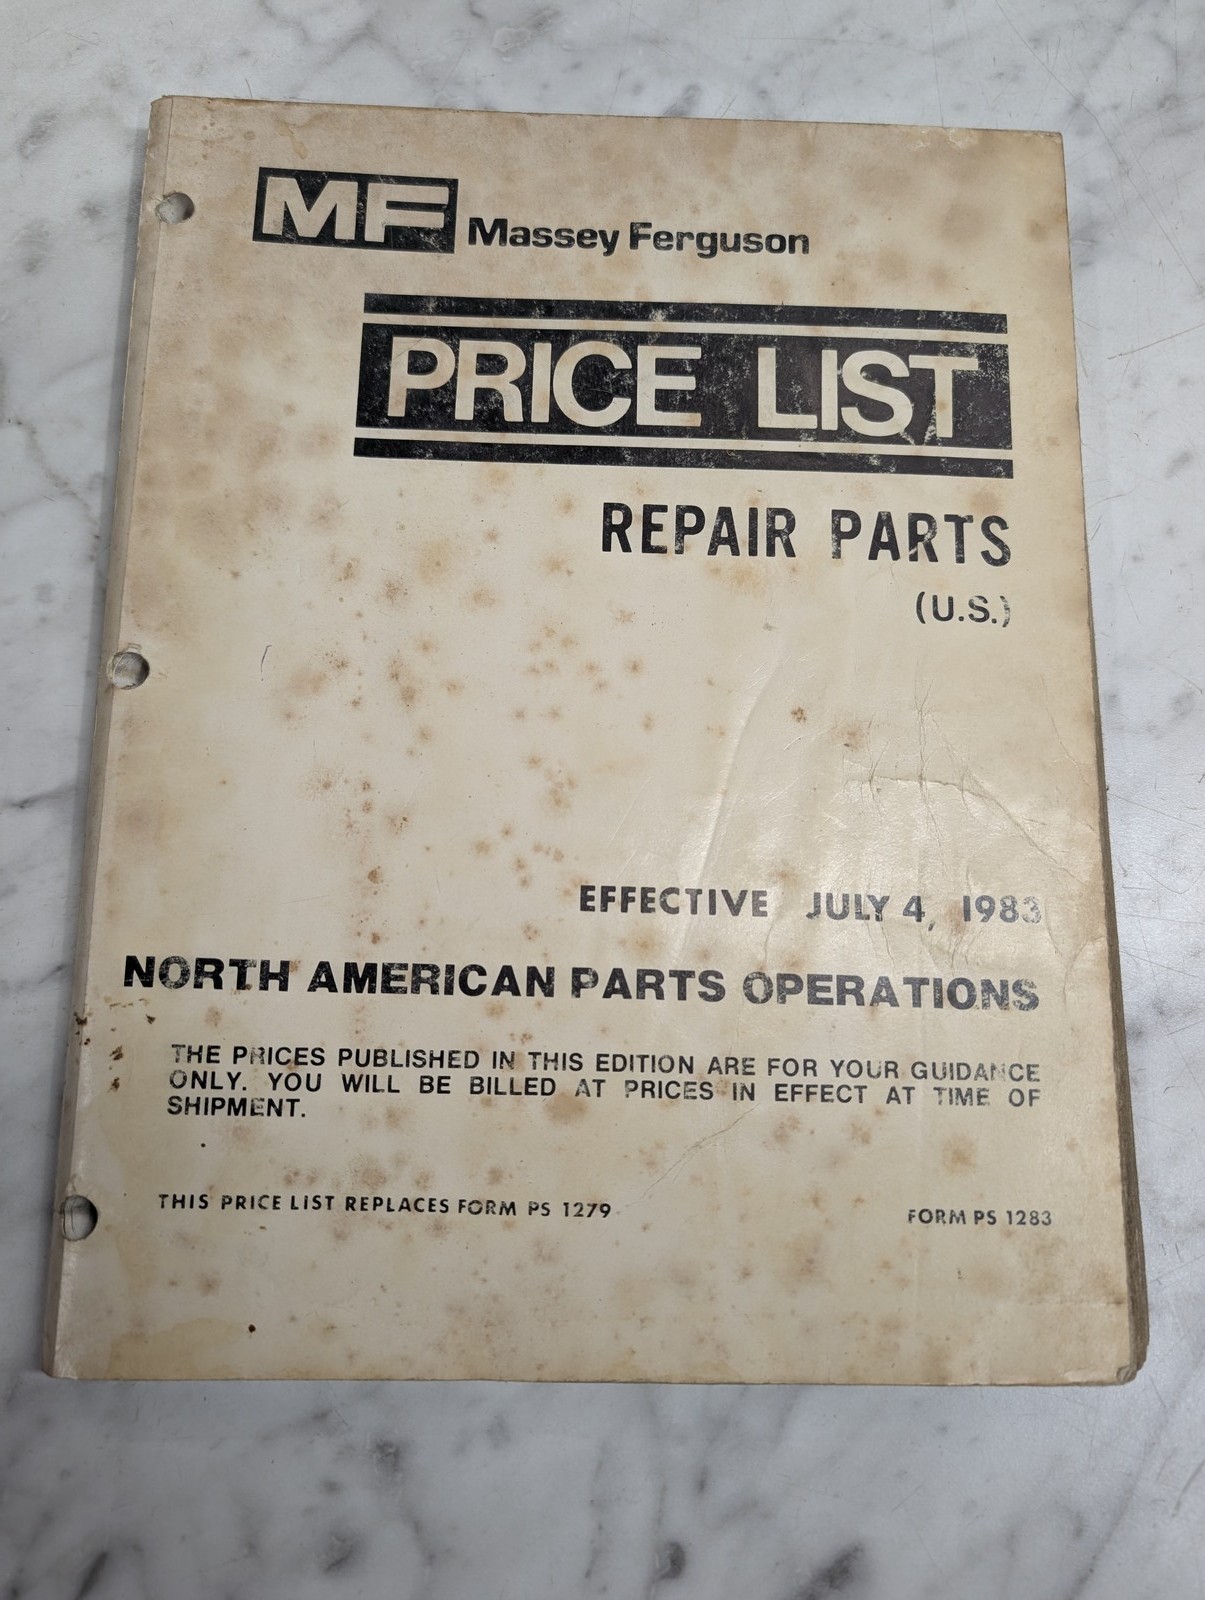 MF Massey Ferguson
PRICE LIST
REPAIR PARTS
(U.S.)
EFFECTIVE JULY 4, 1983
NORTH AMERICAN PARTS OPERATIONS
THE PRICES PUBLISHED IN THIS EDITION ARE FOR YOUR GUIDANCE
ONLY. YOU WILL BE BILLED AT PRICES IN EFFECT AT TIME OF
SHIPMENT.
THIS PRICE LIST REPLACES FORM PS 1279
FORM PS 1283